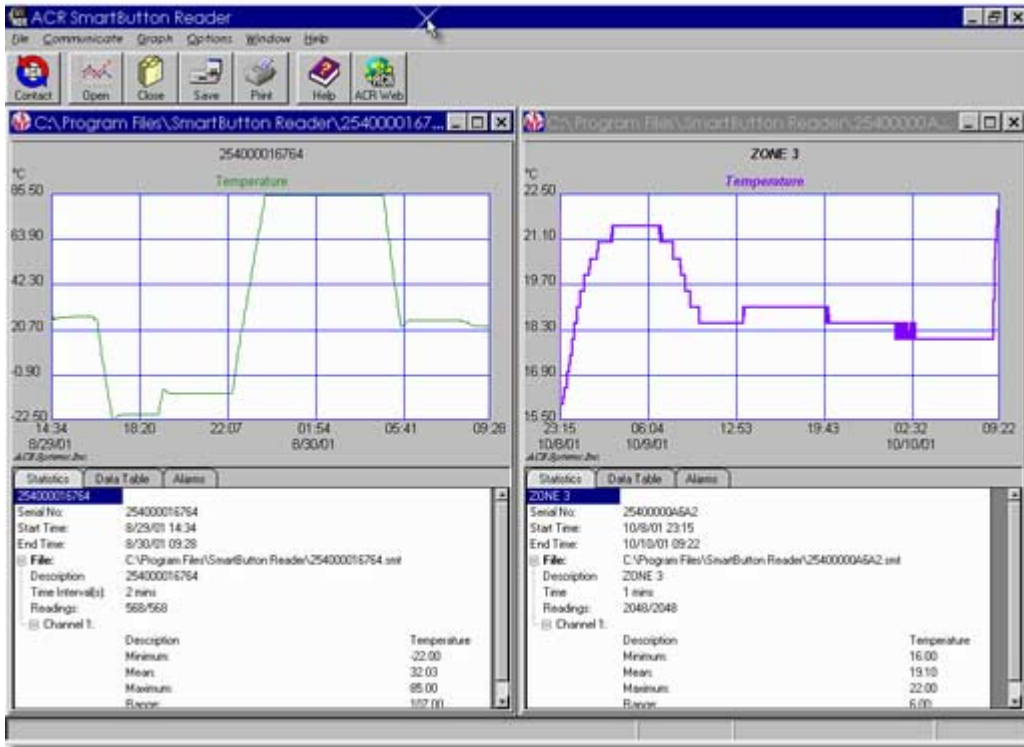 ACR SmartButton Reader
File Communicate Graph Options Window Help
Contact Open Close Save Print Help ACR Web
C:\Program Files\SmartButton Reader\2540000167...
254000016764
Temperature
°C
85.50
63.90
42.30
20.70
-0.90
-22.50
14:34 18:20 22:07 01:54 05:41 09:28
8/29/01 8/30/01
ACR Systems Inc.
Statistics Data Table Alarms
254000016764
Serial No: 254000016764
Start Time: 8/29/01 14:34
End Time: 8/30/01 09:28
File: C:\Program Files\SmartButton Reader\254000016764.smt
Description 254000016764
Time Interval(s): 2 mins
Readings: 568/568
Channel 1:
Description Temperature
Minimum: -22.00
Mean: 32.03
Maximum: 85.00
Range: 107.00
C:\Program Files\SmartButton Reader\25400000A...
ZONE 3
Temperature
°C
22.50
21.10
19.70
18.30
16.90
15.50
23:15 06:04 12:53 19:43 02:32 09:22
10/8/01 10/9/01 10/10/01
ACR Systems Inc.
Statistics Data Table Alarms
ZONE 3
Serial No: 25400000A6A2
Start Time: 10/8/01 23:15
End Time: 10/10/01 09:22
File: C:\Program Files\SmartButton Reader\25400000A6A2.smt
Description ZONE 3
Time 1 mins
Readings: 2048/2048
Channel 1:
Description Temperature
Minimum: 16.00
Mean: 19.10
Maximum: 22.00
Range: 6.00